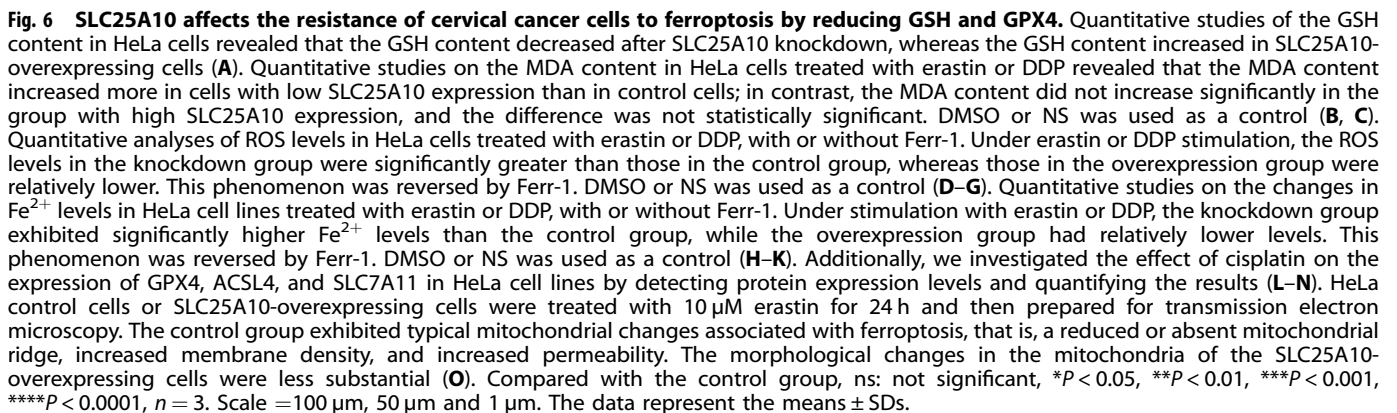 Fig. 6 SLC25A10 affects the resistance of cervical cancer cells to ferroptosis by reducing GSH and GPX4. Quantitative studies of the GSH
content in HeLa cells revealed that the GSH content decreased after SLC25A10 knockdown, whereas the GSH content increased in SLC25A10-
overexpressing cells (A). Quantitative studies on the MDA content in HeLa cells treated with erastin or DDP revealed that the MDA content
increased more in cells with low SLC25A10 expression than in control cells; in contrast, the MDA content did not increase significantly in the
group with high SLC25A10 expression, and the difference was not statistically significant. DMSO or NS was used as a control (B, C).
Quantitative analyses of ROS levels in HeLa cells treated with erastin or DDP, with or without Ferr-1. Under erastin or DDP stimulation, the ROS
levels in the knockdown group were significantly greater than those in the control group, whereas those in the overexpression group were
relatively lower. This phenomenon was reversed by Ferr-1. DMSO or NS was used as a control (D–G). Quantitative studies on the changes in
Fe²⁺ levels in HeLa cell lines treated with erastin or DDP, with or without Ferr-1. Under stimulation with erastin or DDP, the knockdown group
exhibited significantly higher Fe²⁺ levels than the control group, while the overexpression group had relatively lower levels. This
phenomenon was reversed by Ferr-1. DMSO or NS was used as a control (H–K). Additionally, we investigated the effect of cisplatin on the
expression of GPX4, ACSL4, and SLC7A11 in HeLa cell lines by detecting protein expression levels and quantifying the results (L–N). HeLa
control cells or SLC25A10-overexpressing cells were treated with 10 µM erastin for 24 h and then prepared for transmission electron
microscopy. The control group exhibited typical mitochondrial changes associated with ferroptosis, that is, a reduced or absent mitochondrial
ridge, increased membrane density, and increased permeability. The morphological changes in the mitochondria of the SLC25A10-
overexpressing cells were less substantial (O). Compared with the control group, ns: not significant, *P < 0.05, **P < 0.01, ***P < 0.001,
****P < 0.0001, n = 3. Scale =100 µm, 50 µm and 1 µm. The data represent the means ± SDs.